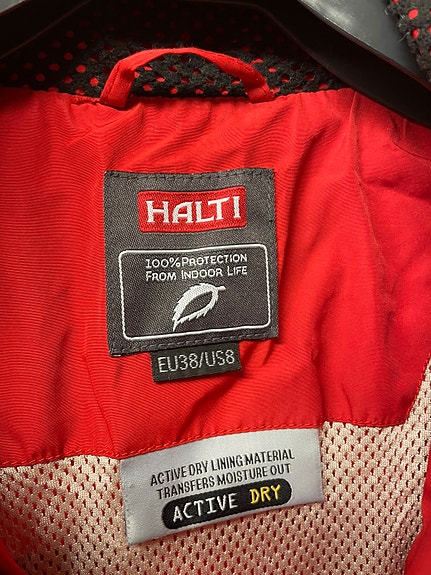 HALTI
100% PROTECTION
FROM INDOOR LIFE
EU38/US8
ACTIVE DRY LINING MATERIAL
TRANSFERS MOISTURE OUT
ACTIVE DRY